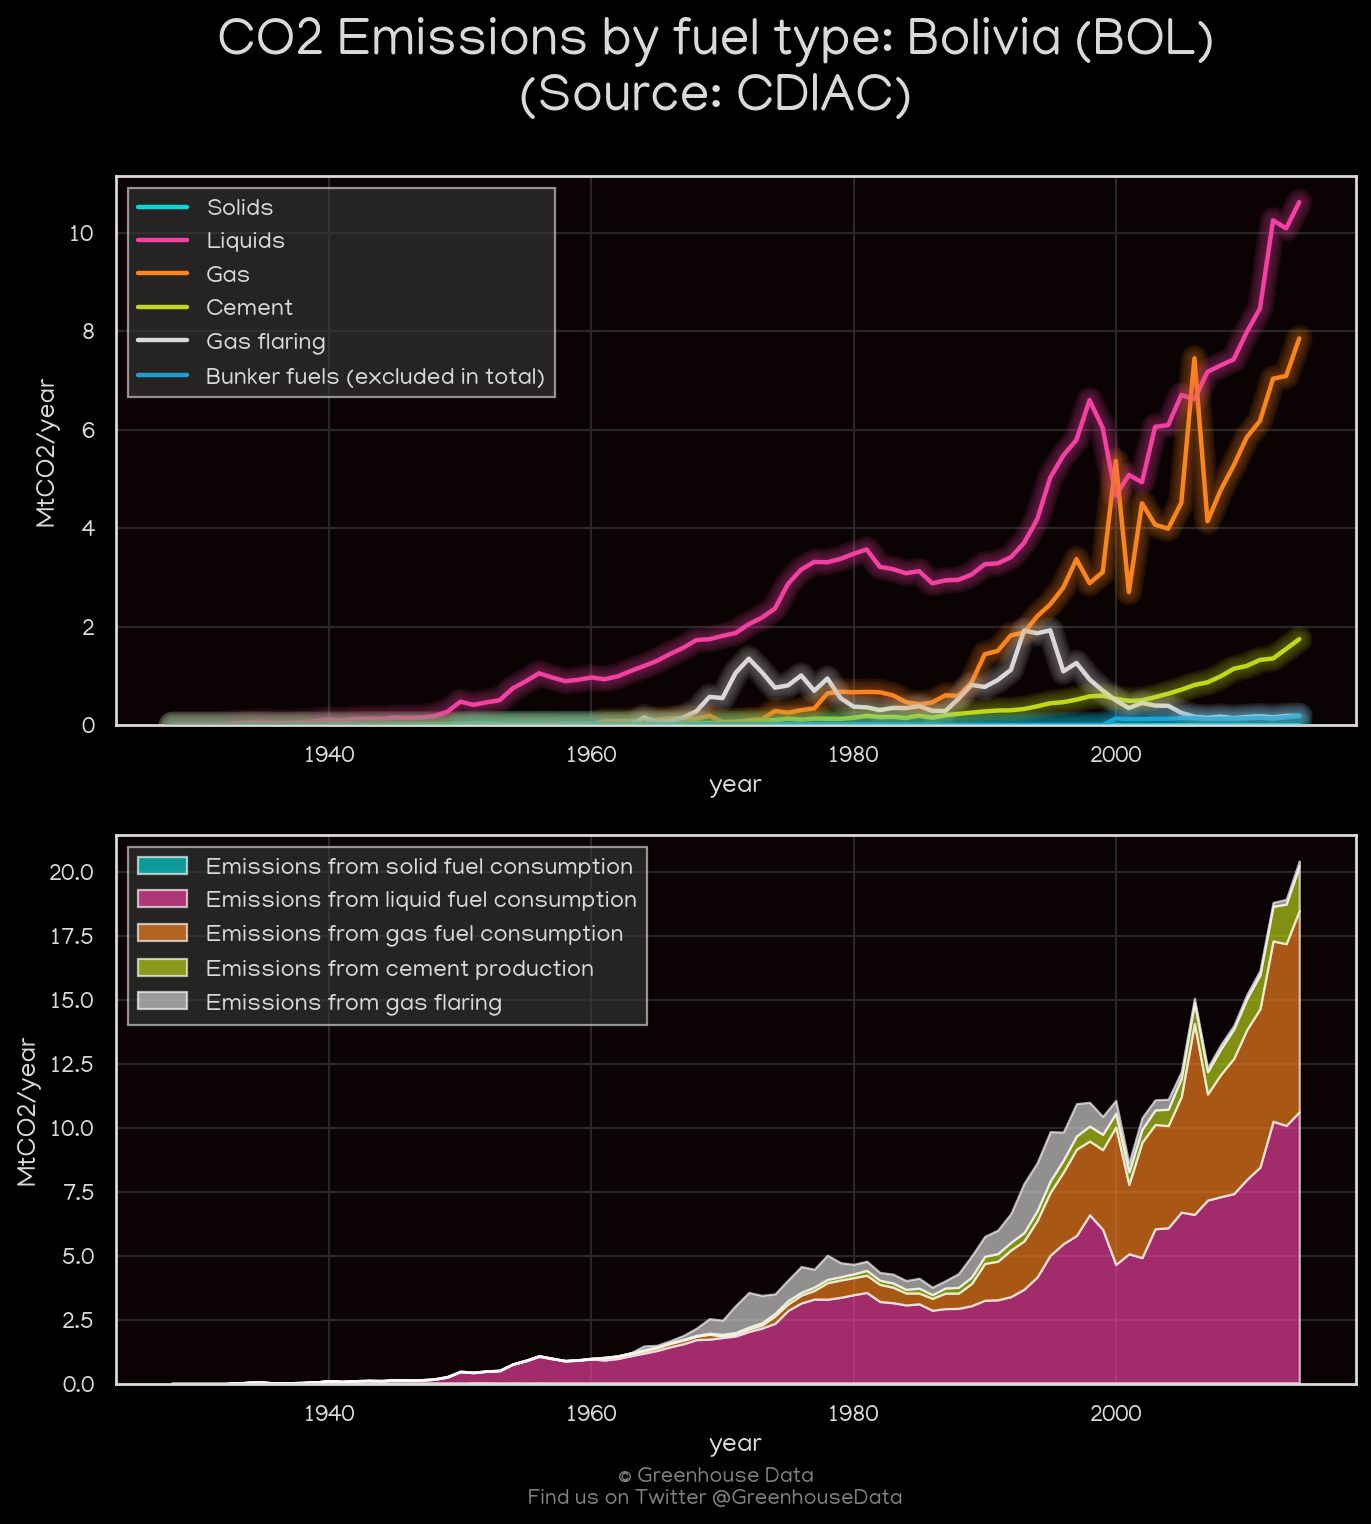 CO2 Emissions by fuel type: Bolivia (BOL)
(Source: CDIAC)
Solids
Liquids
Gas
Cement
Gas flaring
Bunker fuels (excluded in total)
MtCO2/year
10
8
6
4
2
0
1940 1960 1980 2000
year
Emissions from solid fuel consumption
Emissions from liquid fuel consumption
Emissions from gas fuel consumption
Emissions from cement production
Emissions from gas flaring
MtCO2/year
20.0
17.5
15.0
12.5
10.0
7.5
5.0
2.5
0.0
1940 1960 1980 2000
year
© Greenhouse Data
Find us on Twitter @GreenhouseData